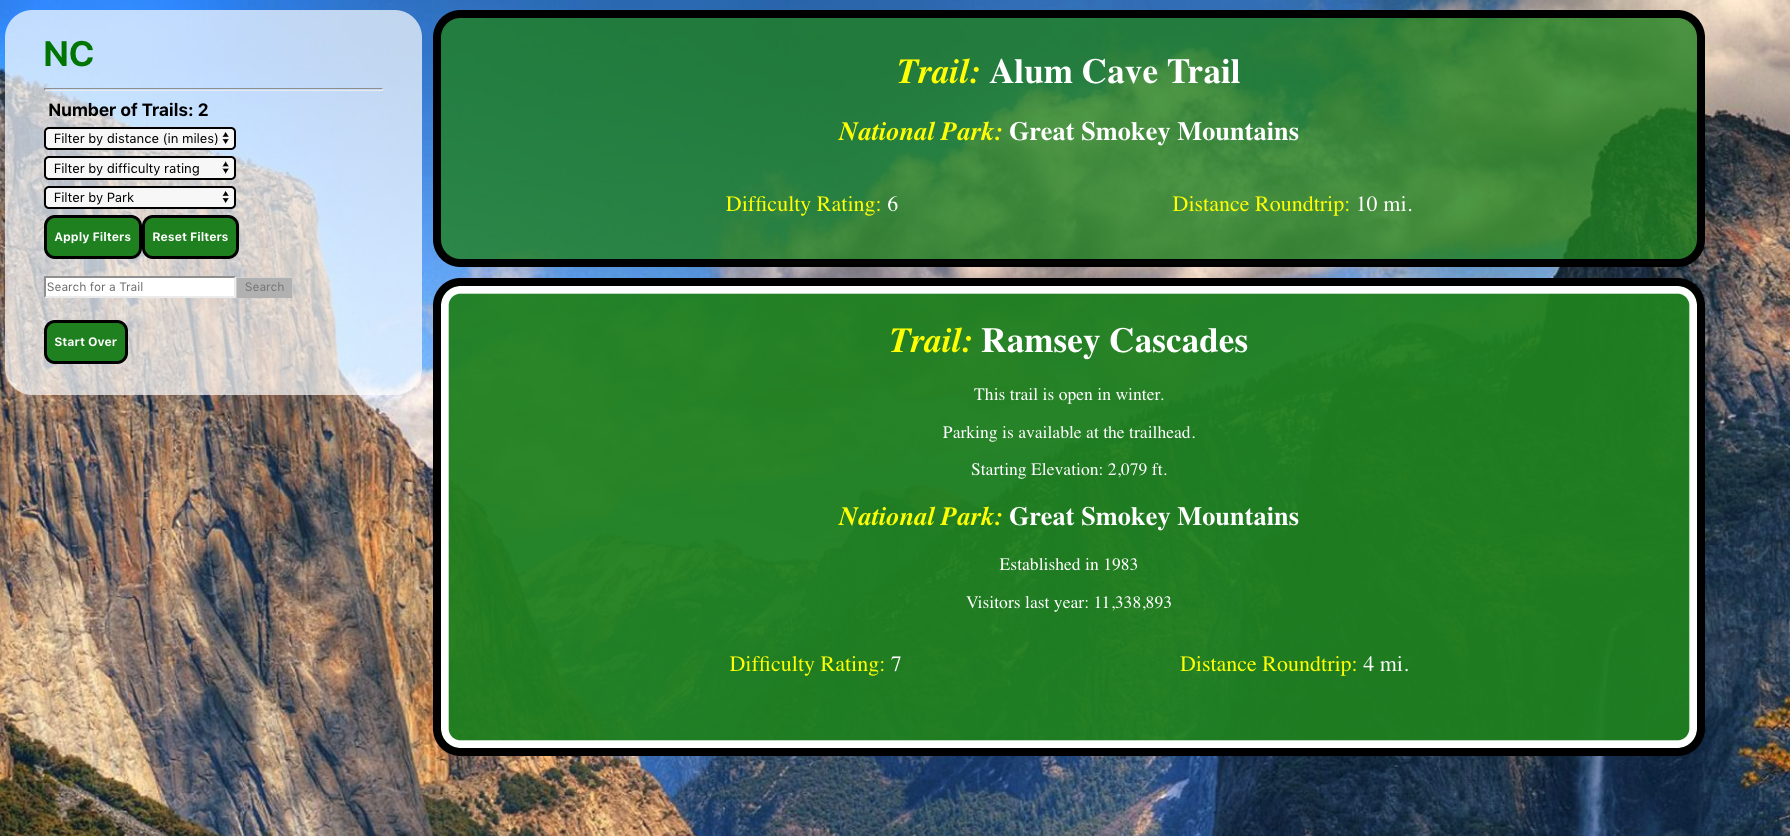 NC
Number of Trails: 2
Filter by distance (in miles)
Filter by difficulty rating
Filter by Park
Apply Filters Reset Filters
Search for a Trail Search
Start Over
Trail: Alum Cave Trail
National Park: Great Smokey Mountains
Difficulty Rating: 6 Distance Roundtrip: 10 mi.
Trail: Ramsey Cascades
This trail is open in winter.
Parking is available at the trailhead.
Starting Elevation: 2,079 ft.
National Park: Great Smokey Mountains
Established in 1983
Visitors last year: 11,338,893
Difficulty Rating: 7 Distance Roundtrip: 4 mi.